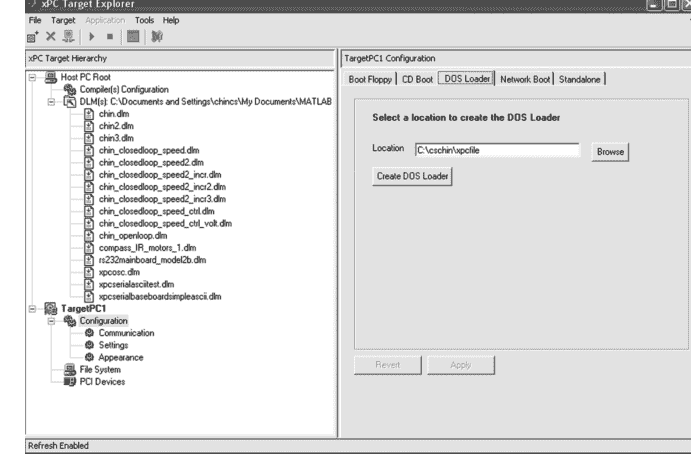 xPC Target Explorer
File Target Application Tools Help
xPC Target Hierarchy
Host PC Root
Compiler(s) Configuration
DLM(s): C:\Documents and Settings\chincs\My Documents\MATLAB
chin.dlm
chin2.dlm
chin3.dlm
chin_closedloop_speed.dlm
chin_closedloop_speed2.dlm
chin_closedloop_speed2_incr.dlm
chin_closedloop_speed2_incr2.dlm
chin_closedloop_speed2_incr3.dlm
chin_closedloop_speed_ctrl.dlm
chin_closedloop_speed_ctrl_volt.dlm
chin_openloop.dlm
compass_IR_motors_1.dlm
rs232mainboard_model2b.dlm
xpcosc.dlm
xpcserialasciitest.dlm
xpcserialbaseboardsimpleascii.dlm
TargetPC1
Configuration
Communication
Settings
Appearance
File System
PCI Devices
TargetPC1 Configuration
Boot Floppy CD Boot DOS Loader Network Boot Standalone
Select a location to create the DOS Loader
Location C:\cschin\xpcfile Browse
Create DOS Loader
Revert Apply
Refresh Enabled